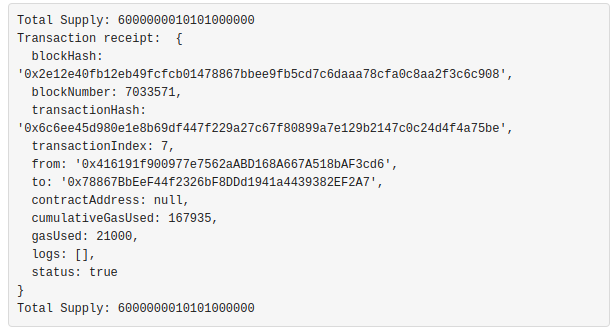 Total Supply: 6000000010101000000
Transaction receipt:  {
  blockHash:
'0x2e12e40fb12eb49fcfcb01478867bbee9fb5cd7c6daaa78cfa0c8aa2f3c6c908',
  blockNumber: 7033571,
  transactionHash:
'0x6c6ee45d980e1e8b69df447f229a27c67f80899a7e129b2147c0c24d4f4a75be',
  transactionIndex: 7,
  from: '0x416191f900977e7562aABD168A667A518bAF3cd6',
  to: '0x78867BbEeF44f2326bF8DDd1941a4439382EF2A7',
  contractAddress: null,
  cumulativeGasUsed: 167935,
  gasUsed: 21000,
  logs: [],
  status: true
}
Total Supply: 6000000010101000000